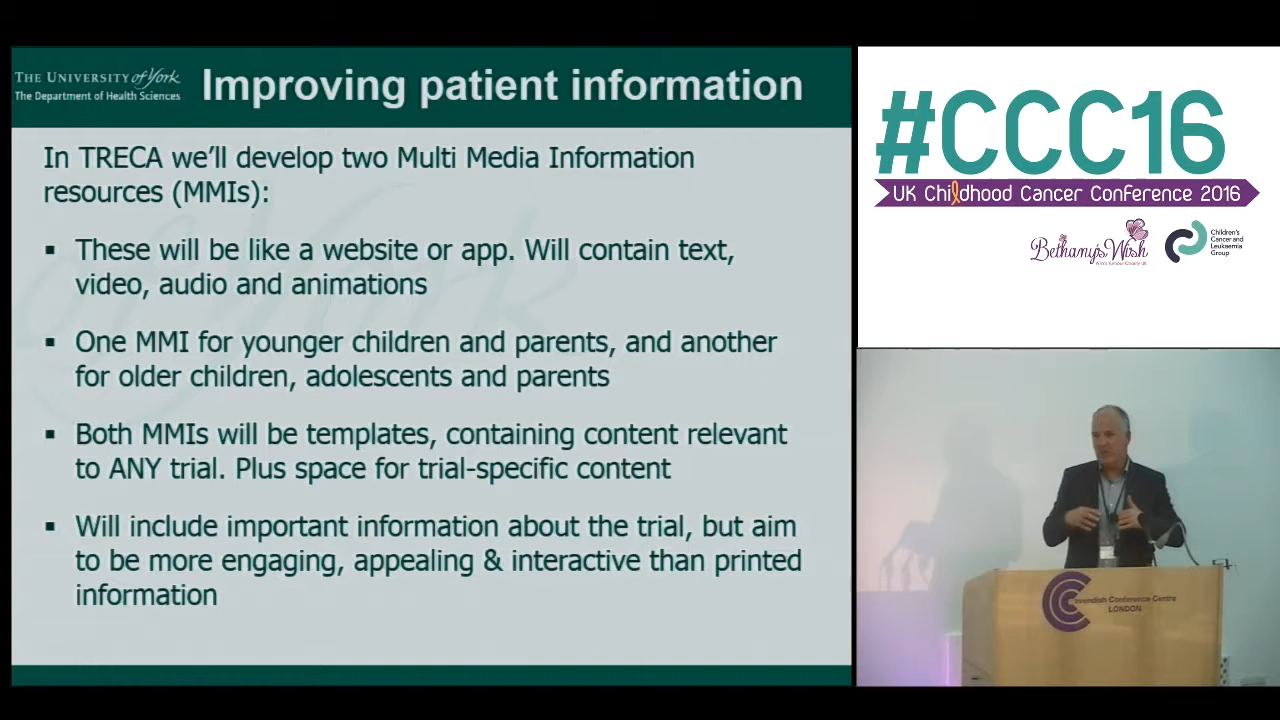 THE UNIVERSITY of York
The Department of Health Sciences
Improving patient information
In TRECA we'll develop two Multi Media Information
resources (MMIs):
▪ These will be like a website or app. Will contain text,
video, audio and animations
▪ One MMI for younger children and parents, and another
for older children, adolescents and parents
▪ Both MMIs will be templates, containing content relevant
to ANY trial. Plus space for trial-specific content
▪ Will include important information about the trial, but aim
to be more engaging, appealing & interactive than printed
information
#CCC16
UK Childhood Cancer Conference 2016
Bethany's Wish
Children's
Cancer and
Leukaemia
Group
Cavendish Conference Centre
LONDON